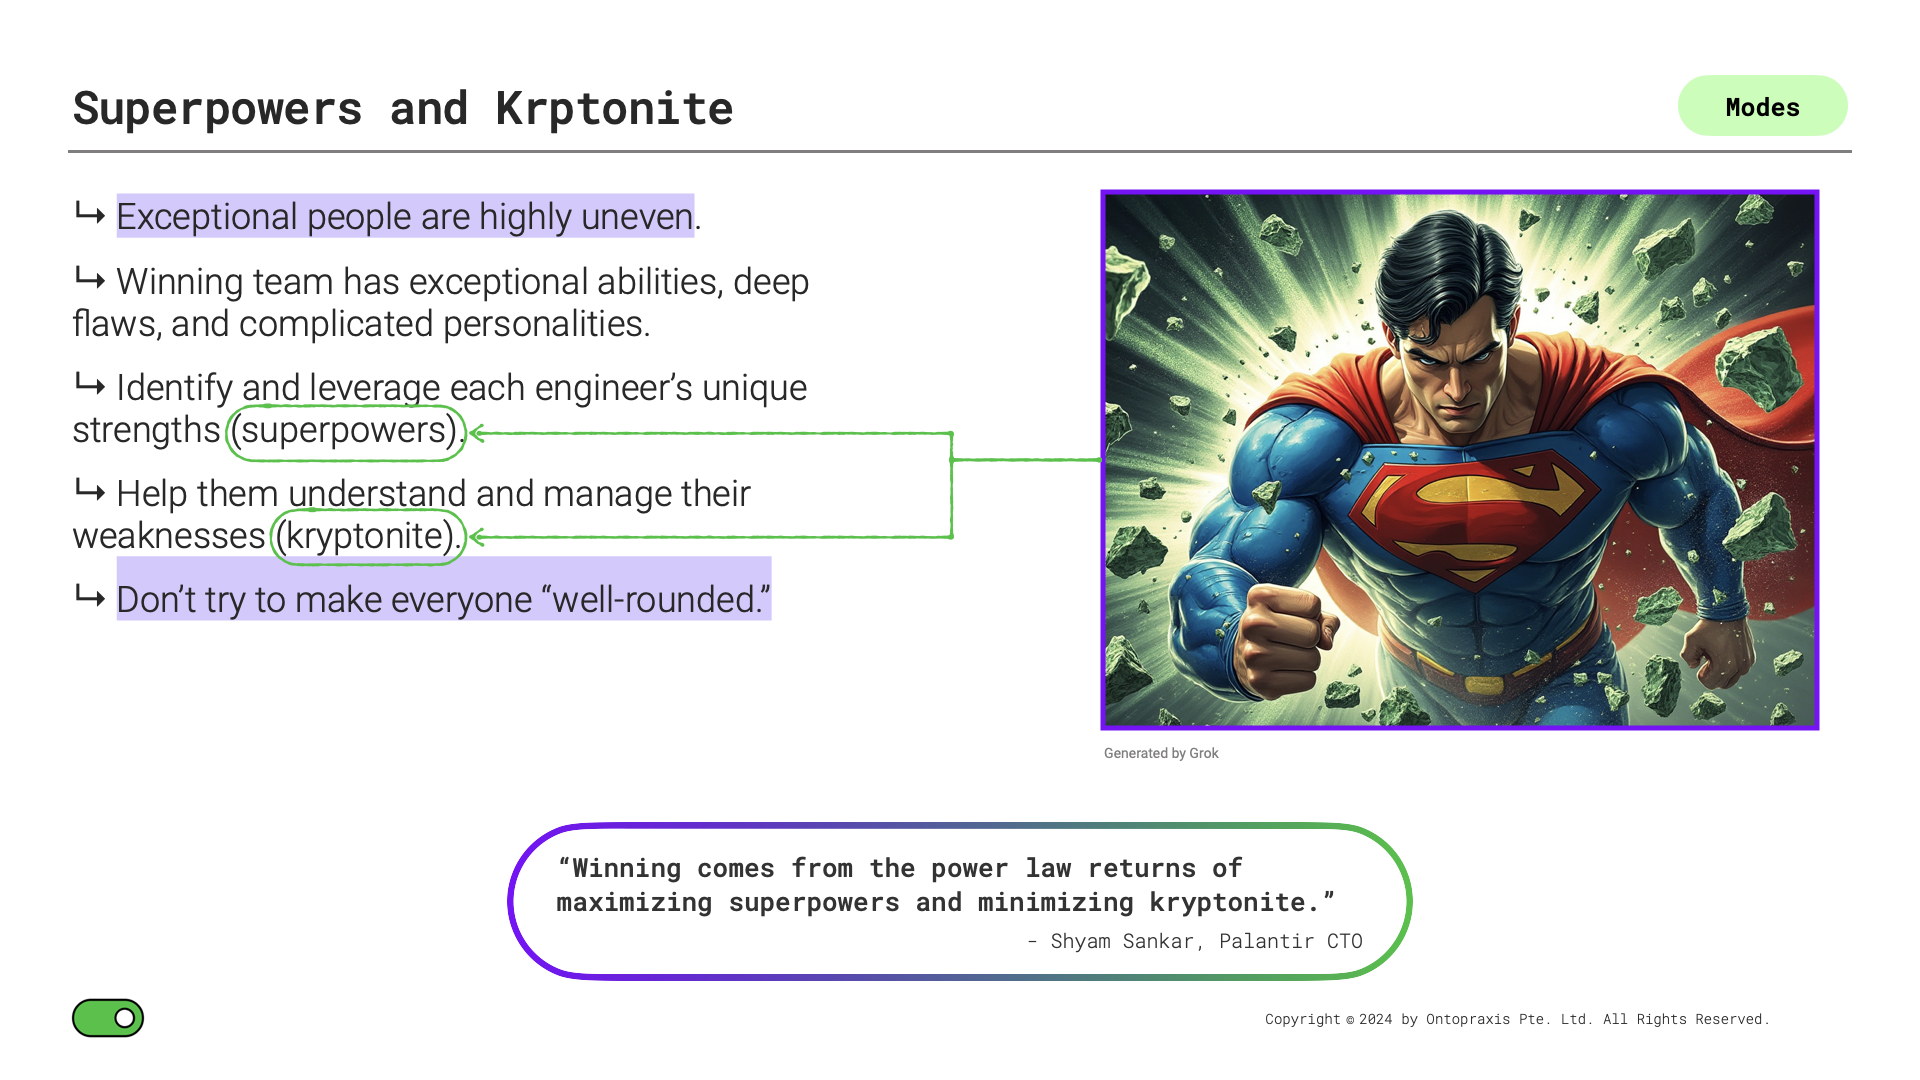 Superpowers and Krptonite
Modes
↳ Exceptional people are highly uneven.
↳ Winning team has exceptional abilities, deep
flaws, and complicated personalities.
↳ Identify and leverage each engineer’s unique
strengths (superpowers).
↳ Help them understand and manage their
weaknesses (kryptonite).
↳ Don’t try to make everyone “well-rounded.”
Generated by Grok
“Winning comes from the power law returns of
maximizing superpowers and minimizing kryptonite.”
- Shyam Sankar, Palantir CTO
Copyright © 2024 by Ontopraxis Pte. Ltd. All Rights Reserved.